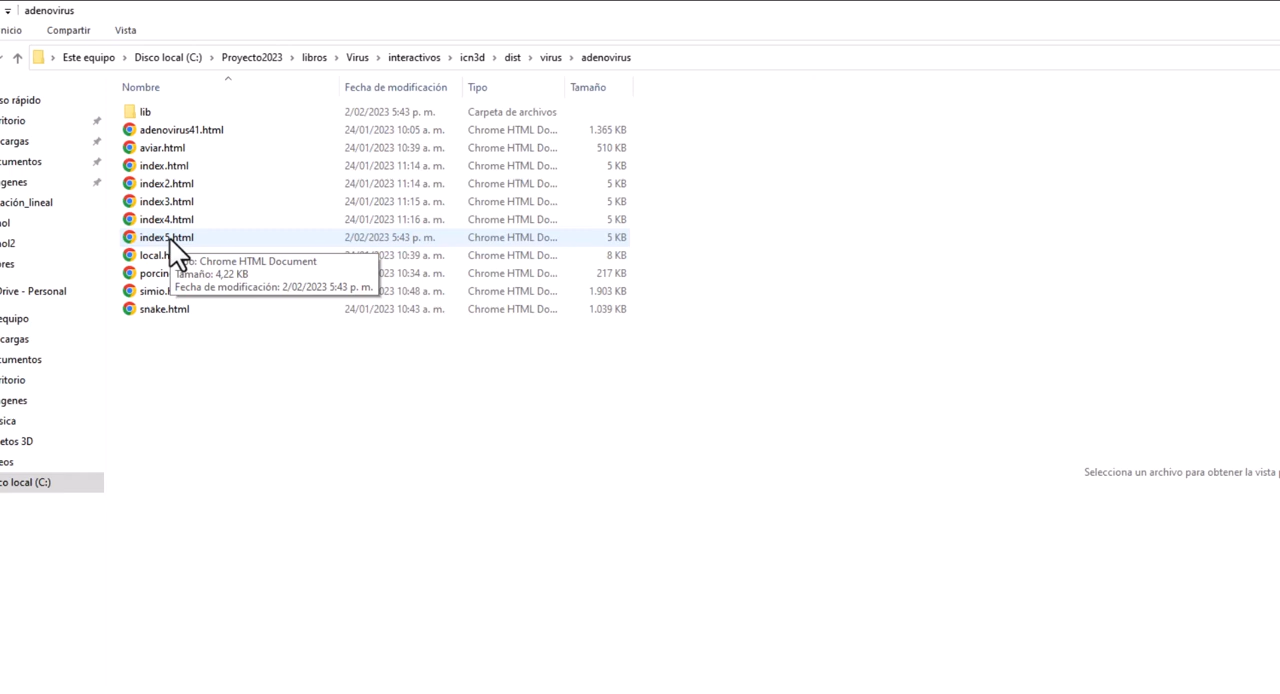 adenovirus
nicio Compartir Vista
Este equipo > Disco local (C:) > Proyecto2023 > libros > Virus > interactivos > icn3d > dist > virus > adenovirus
Nombre Fecha de modificación Tipo Tamaño
so rápido
itorio
cargas
cumentos
genes
ación_lineal
nol
nol2
ores
Drive - Personal
equipo
cargas
cumentos
itorio
genes
sica
etos 3D
eos
co local (C:)
lib 2/02/2023 5:43 p. m. Carpeta de archivos
adenovirus41.html 24/01/2023 10:05 a. m. Chrome HTML Do... 1.365 KB
aviar.html 24/01/2023 10:39 a. m. Chrome HTML Do... 510 KB
index.html 24/01/2023 11:14 a. m. Chrome HTML Do... 5 KB
index2.html 24/01/2023 11:14 a. m. Chrome HTML Do... 5 KB
index3.html 24/01/2023 11:15 a. m. Chrome HTML Do... 5 KB
index4.html 24/01/2023 11:16 a. m. Chrome HTML Do... 5 KB
index5.html 2/02/2023 5:43 p. m. Chrome HTML Do... 5 KB
local.h 2023 10:39 a. m. Chrome HTML Do... 8 KB
porcin 2023 10:34 a. m. Chrome HTML Do... 217 KB
simio.h 2023 10:48 a. m. Chrome HTML Do... 1.903 KB
snake.html 24/01/2023 10:43 a. m. Chrome HTML Do... 1.039 KB
po: Chrome HTML Document
Tamaño: 4,22 KB
Fecha de modificación: 2/02/2023 5:43 p. m.
Selecciona un archivo para obtener la vista